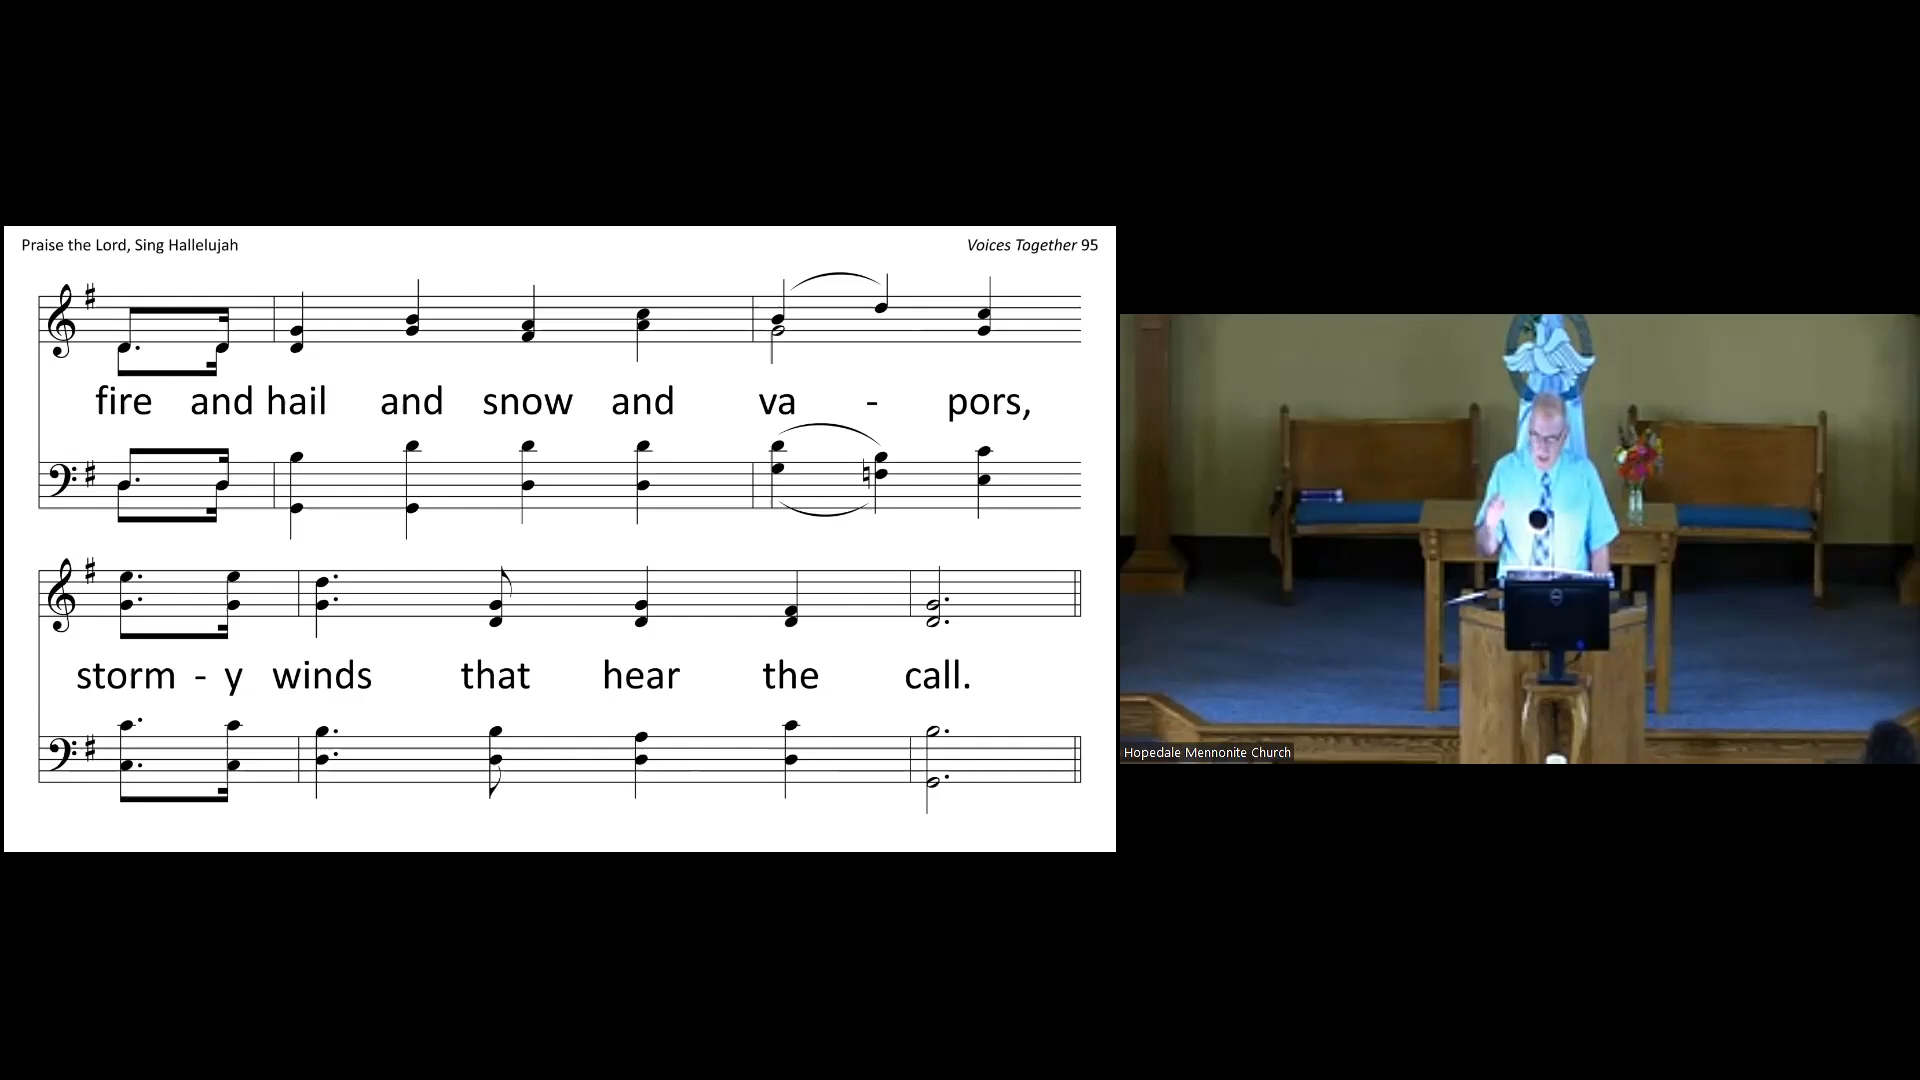 Praise the Lord, Sing Hallelujah
Voices Together 95
fire and hail and snow and va - pors,
storm - y winds that hear the call.
Hopedale Mennonite Church